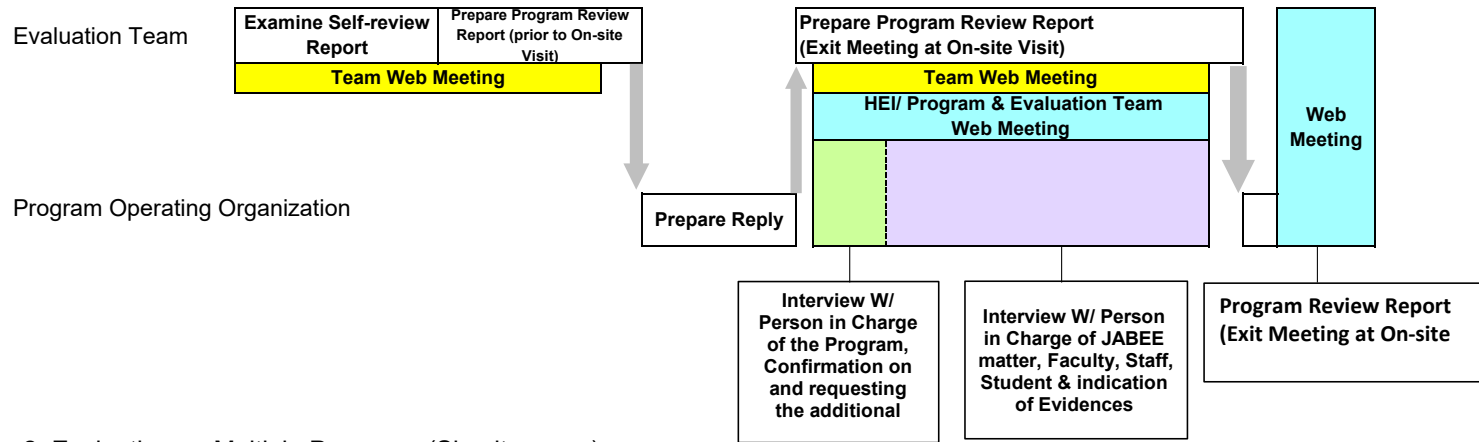 Evaluation Team
Examine Self-review
Report
Prepare Program Review
Report (prior to On-site
Visit)
Team Web Meeting
Prepare Program Review Report
(Exit Meeting at On-site Visit)
Team Web Meeting
HEI/ Program & Evaluation Team
Web Meeting
Web
Meeting
Program Operating Organization
Prepare Reply
Interview W/
Person in Charge
of the Program,
Confirmation on
and requesting
the additional
Interview W/ Person
in Charge of JABEE
matter, Faculty, Staff,
Student & indication
of Evidences
Program Review Report
(Exit Meeting at On-site